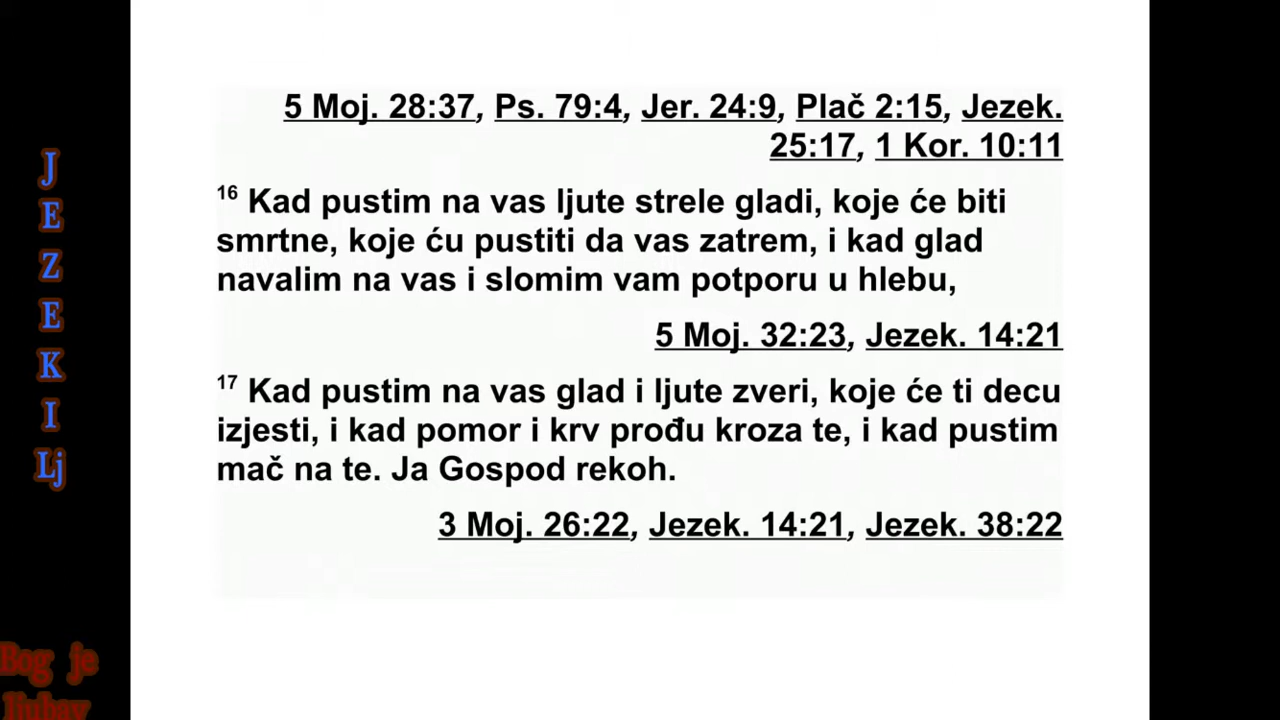 J
E
Z
E
K
I
Lj
Bog je
ljubav
5 Moj. 28:37, Ps. 79:4, Jer. 24:9, Plač 2:15, Jezek.
25:17, 1 Kor. 10:11
16 Kad pustim na vas ljute strele gladi, koje će biti
smrtne, koje ću pustiti da vas zatrem, i kad glad
navalim na vas i slomim vam potporu u hlebu,
5 Moj. 32:23, Jezek. 14:21
17 Kad pustim na vas glad i ljute zveri, koje će ti decu
izjesti, i kad pomor i krv prođu kroza te, i kad pustim
mač na te. Ja Gospod rekoh.
3 Moj. 26:22, Jezek. 14:21, Jezek. 38:22